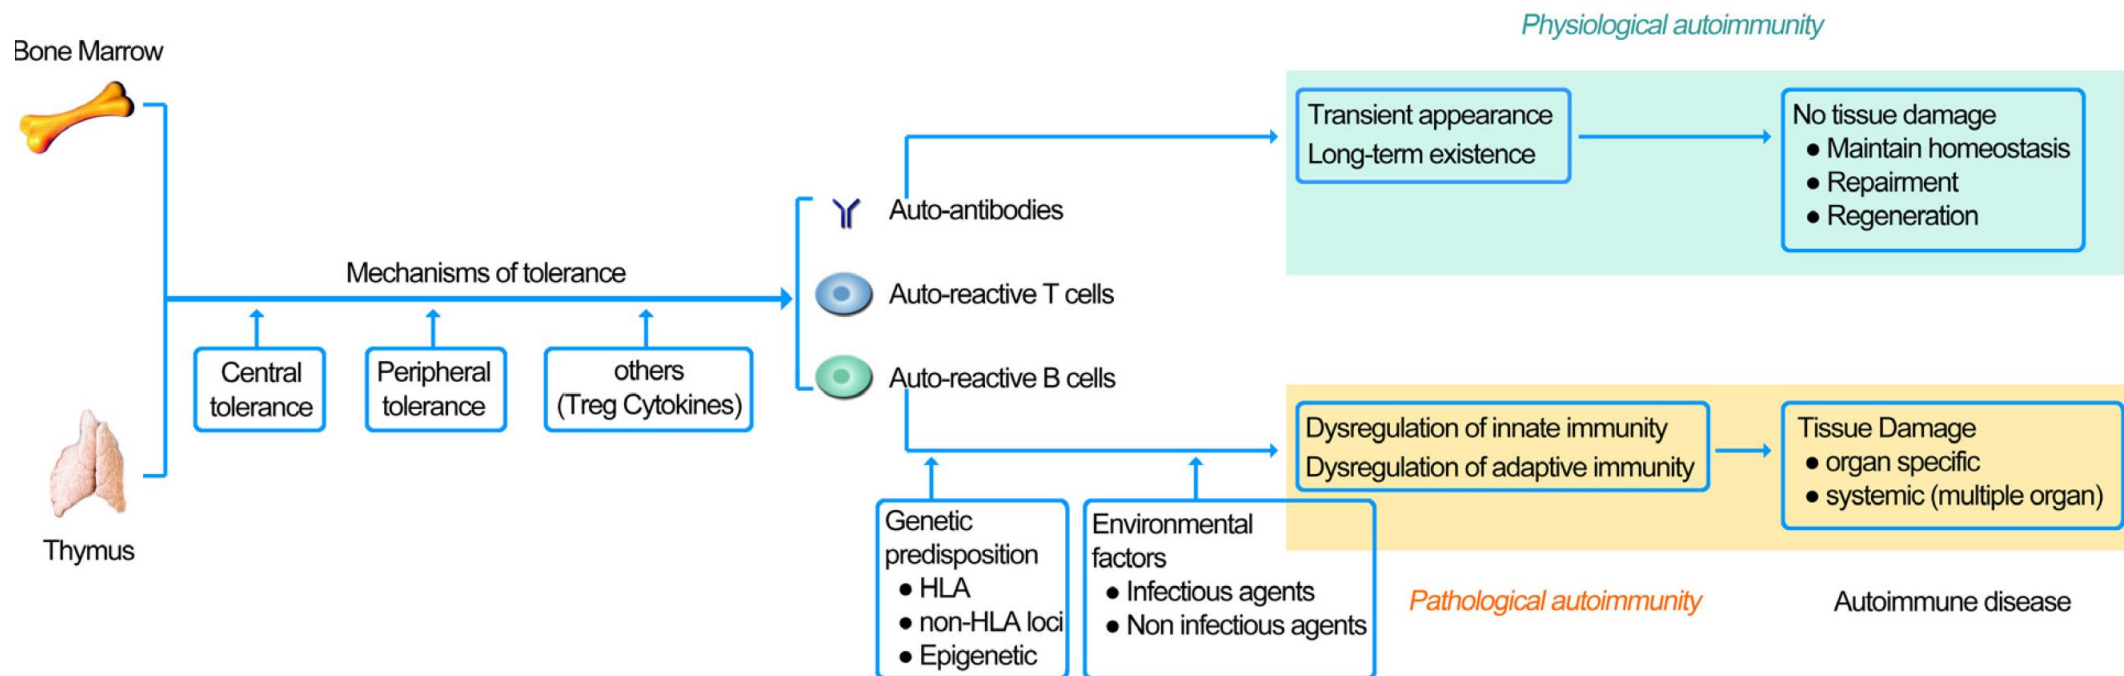 Physiological autoimmunity
Bone Marrow
Thymus
Mechanisms of tolerance
Central
tolerance
Peripheral
tolerance
others
(Treg Cytokines)
Auto-antibodies
Auto-reactive T cells
Auto-reactive B cells
Transient appearance
Long-term existence
No tissue damage
● Maintain homeostasis
● Repairment
● Regeneration
Genetic
predisposition
● HLA
● non-HLA loci
● Epigenetic
Environmental
factors
● Infectious agents
● Non infectious agents
Dysregulation of innate immunity
Dysregulation of adaptive immunity
Tissue Damage
● organ specific
● systemic (multiple organ)
Pathological autoimmunity
Autoimmune disease